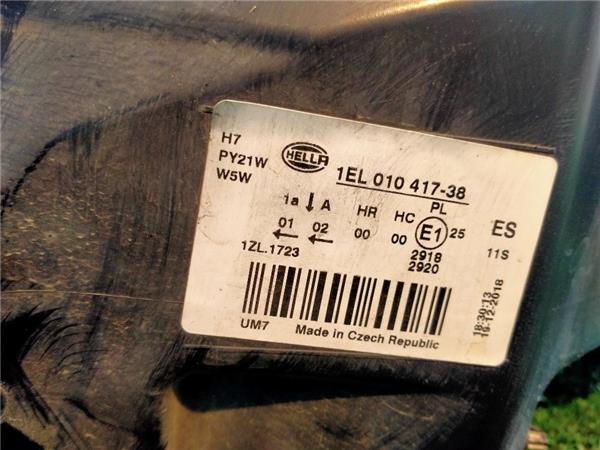 H7
PY21W
W5W
HELLA
1EL 010 417-38
1a ↓ A HR HC PL
01 02 00 00 E1 25
← ←
1ZL.1723
2918
2920
ES
11S
UM7 Made in Czech Republic
18:30:13
19.12.2018